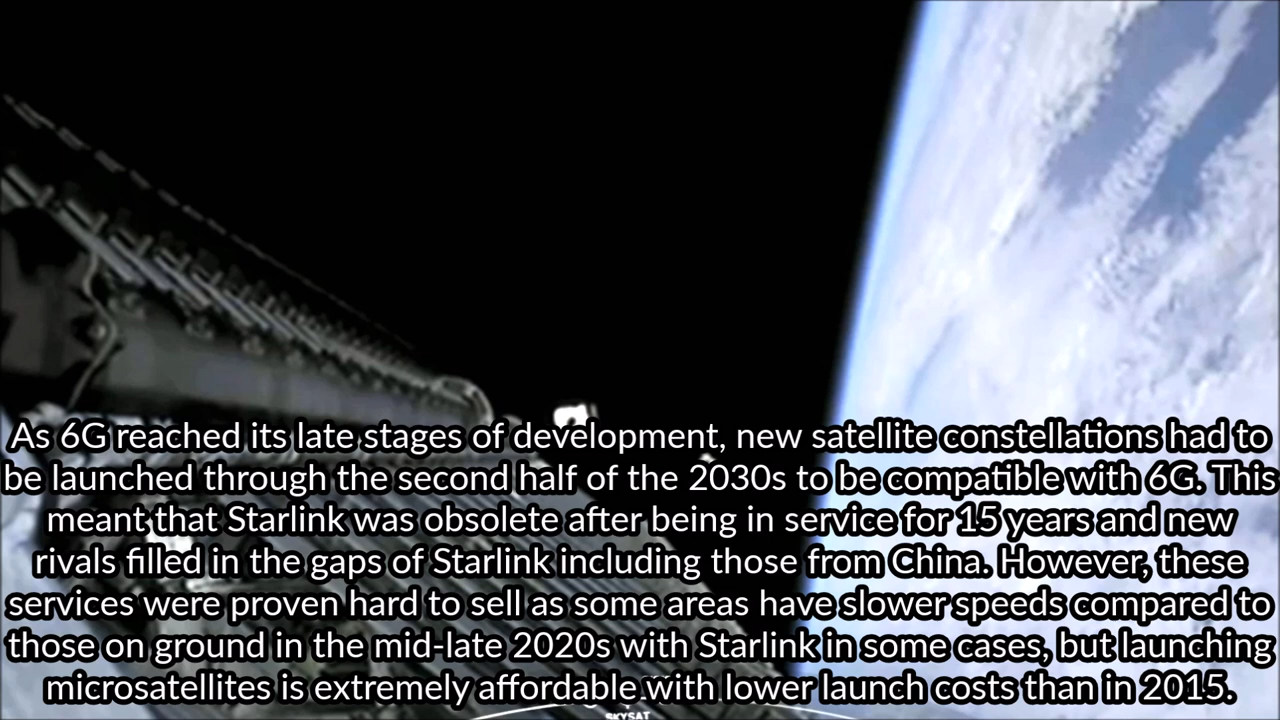 As 6G reached its late stages of development, new satellite constellations had to
be launched through the second half of the 2030s to be compatible with 6G. This
meant that Starlink was obsolete after being in service for 15 years and new
rivals filled in the gaps of Starlink including those from China. However, these
services were proven hard to sell as some areas have slower speeds compared to
those on ground in the mid-late 2020s with Starlink in some cases, but launching
microsatellites is extremely affordable with lower launch costs than in 2015.
SKYSAT